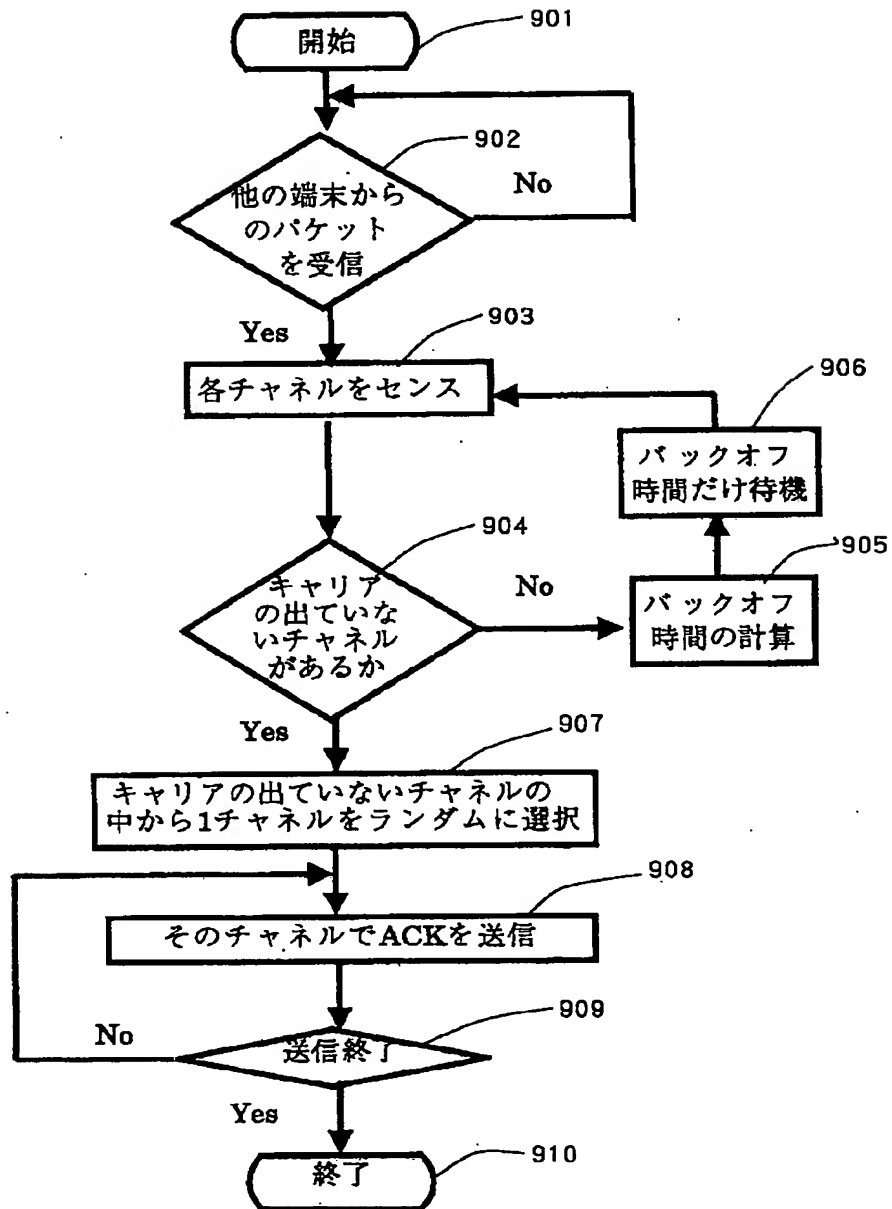 開始
901
902
他の端末から
のパケット
を受信
No
Yes
903
各チャネルをセンス
906
バックオフ
時間だけ待機
904
キャリア
の出ていな
いチャネル
があるか
No
905
バックオフ
時間の計算
Yes
907
キャリアの出ていないチャネルの
中から1チャネルをランダムに選択
908
そのチャネルでACKを送信
909
送信終了
No
Yes
終了
910